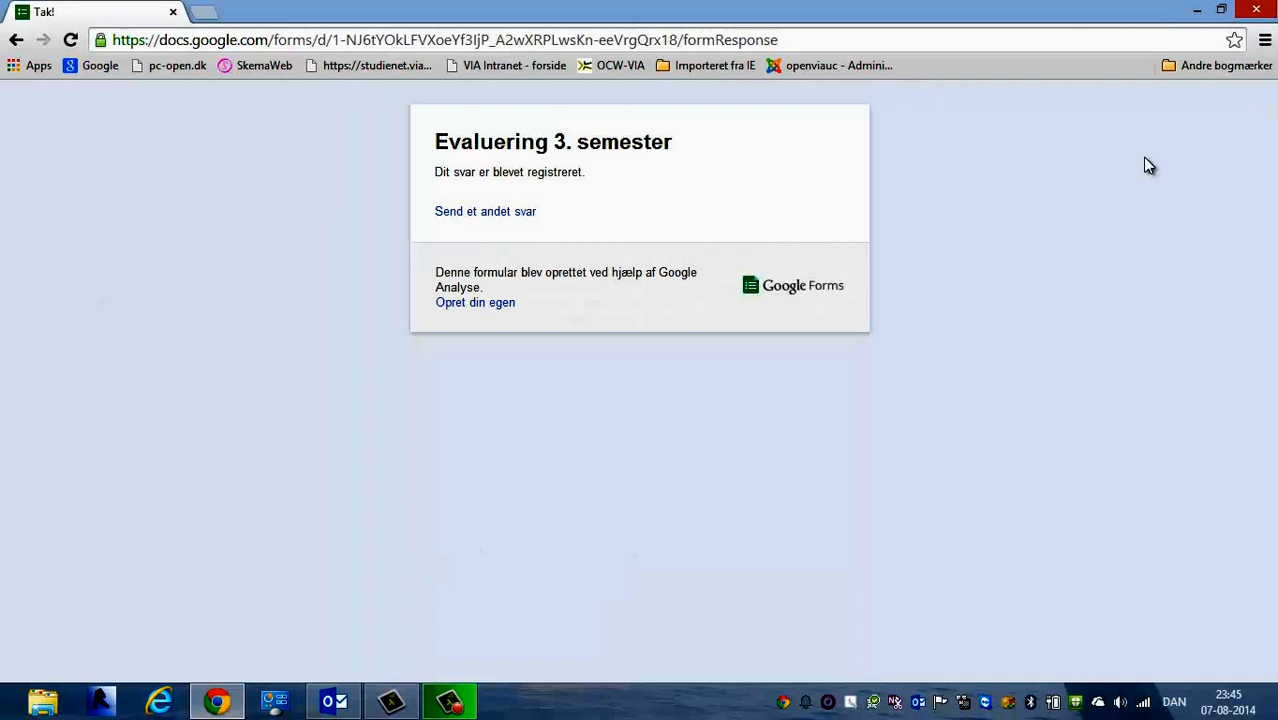 Tak!
https://docs.google.com/forms/d/1-NJ6tYOkLFVXoeYf3IjP_A2wXRPLwsKn-eeVrgQrx18/formResponse
Apps Google pc-open.dk SkemaWeb https://studienet.via... VIA Intranet - forside OCW-VIA Importeret fra IE openviauc - Admini... Andre bogmærker
Evaluering 3. semester
Dit svar er blevet registreret.
Send et andet svar
Denne formular blev oprettet ved hjælp af Google
Analyse.
Opret din egen
Google Forms
DAN
23:45
07-08-2014